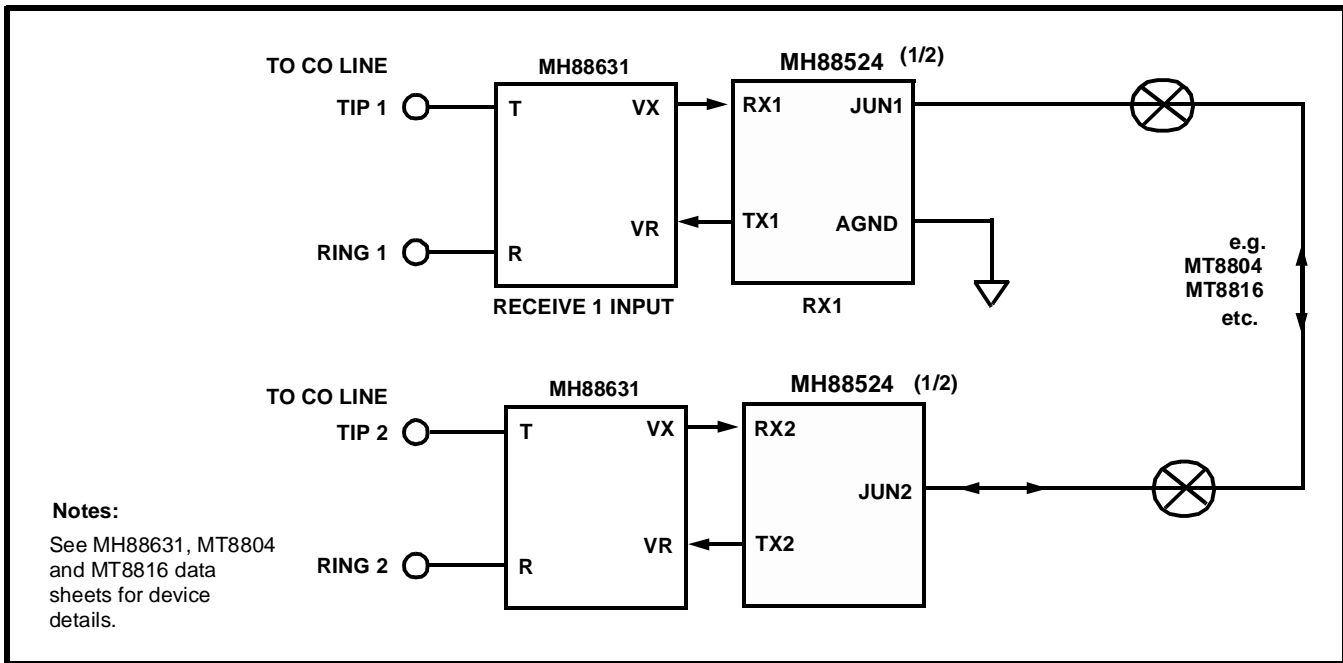 TO CO LINE
MH88631
MH88524 (1/2)
TIP 1
T
VX
RX1
JUN1
VR
TX1
AGND
RING 1
R
RECEIVE 1 INPUT
RX1
e.g.
MT8804
MT8816
etc.
TO CO LINE
MH88631
MH88524 (1/2)
TIP 2
T
VX
RX2
JUN2
VR
TX2
RING 2
R
Notes:
See MH88631, MT8804
and MT8816 data
sheets for device
details.